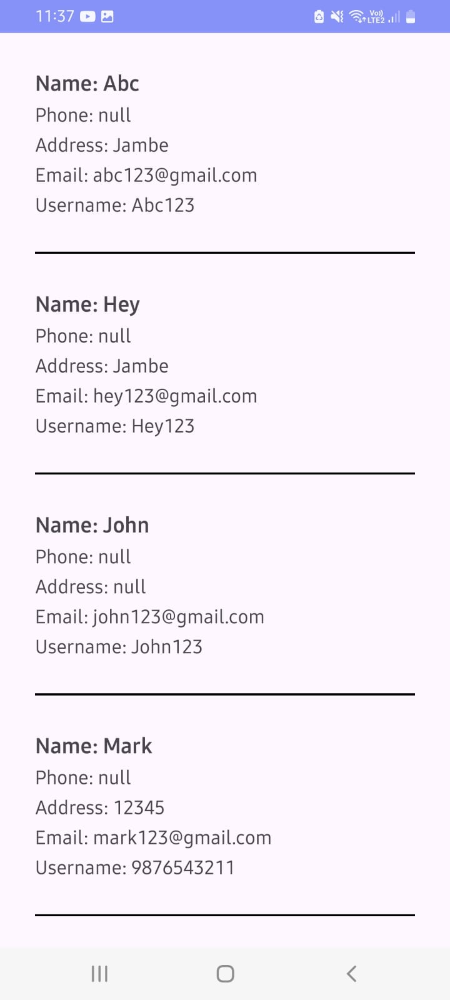 11:37
Vo)) LTE2
Name: Abc
Phone: null
Address: Jambe
Email: abc123@gmail.com
Username: Abc123
Name: Hey
Phone: null
Address: Jambe
Email: hey123@gmail.com
Username: Hey123
Name: John
Phone: null
Address: null
Email: john123@gmail.com
Username: John123
Name: Mark
Phone: null
Address: 12345
Email: mark123@gmail.com
Username: 9876543211